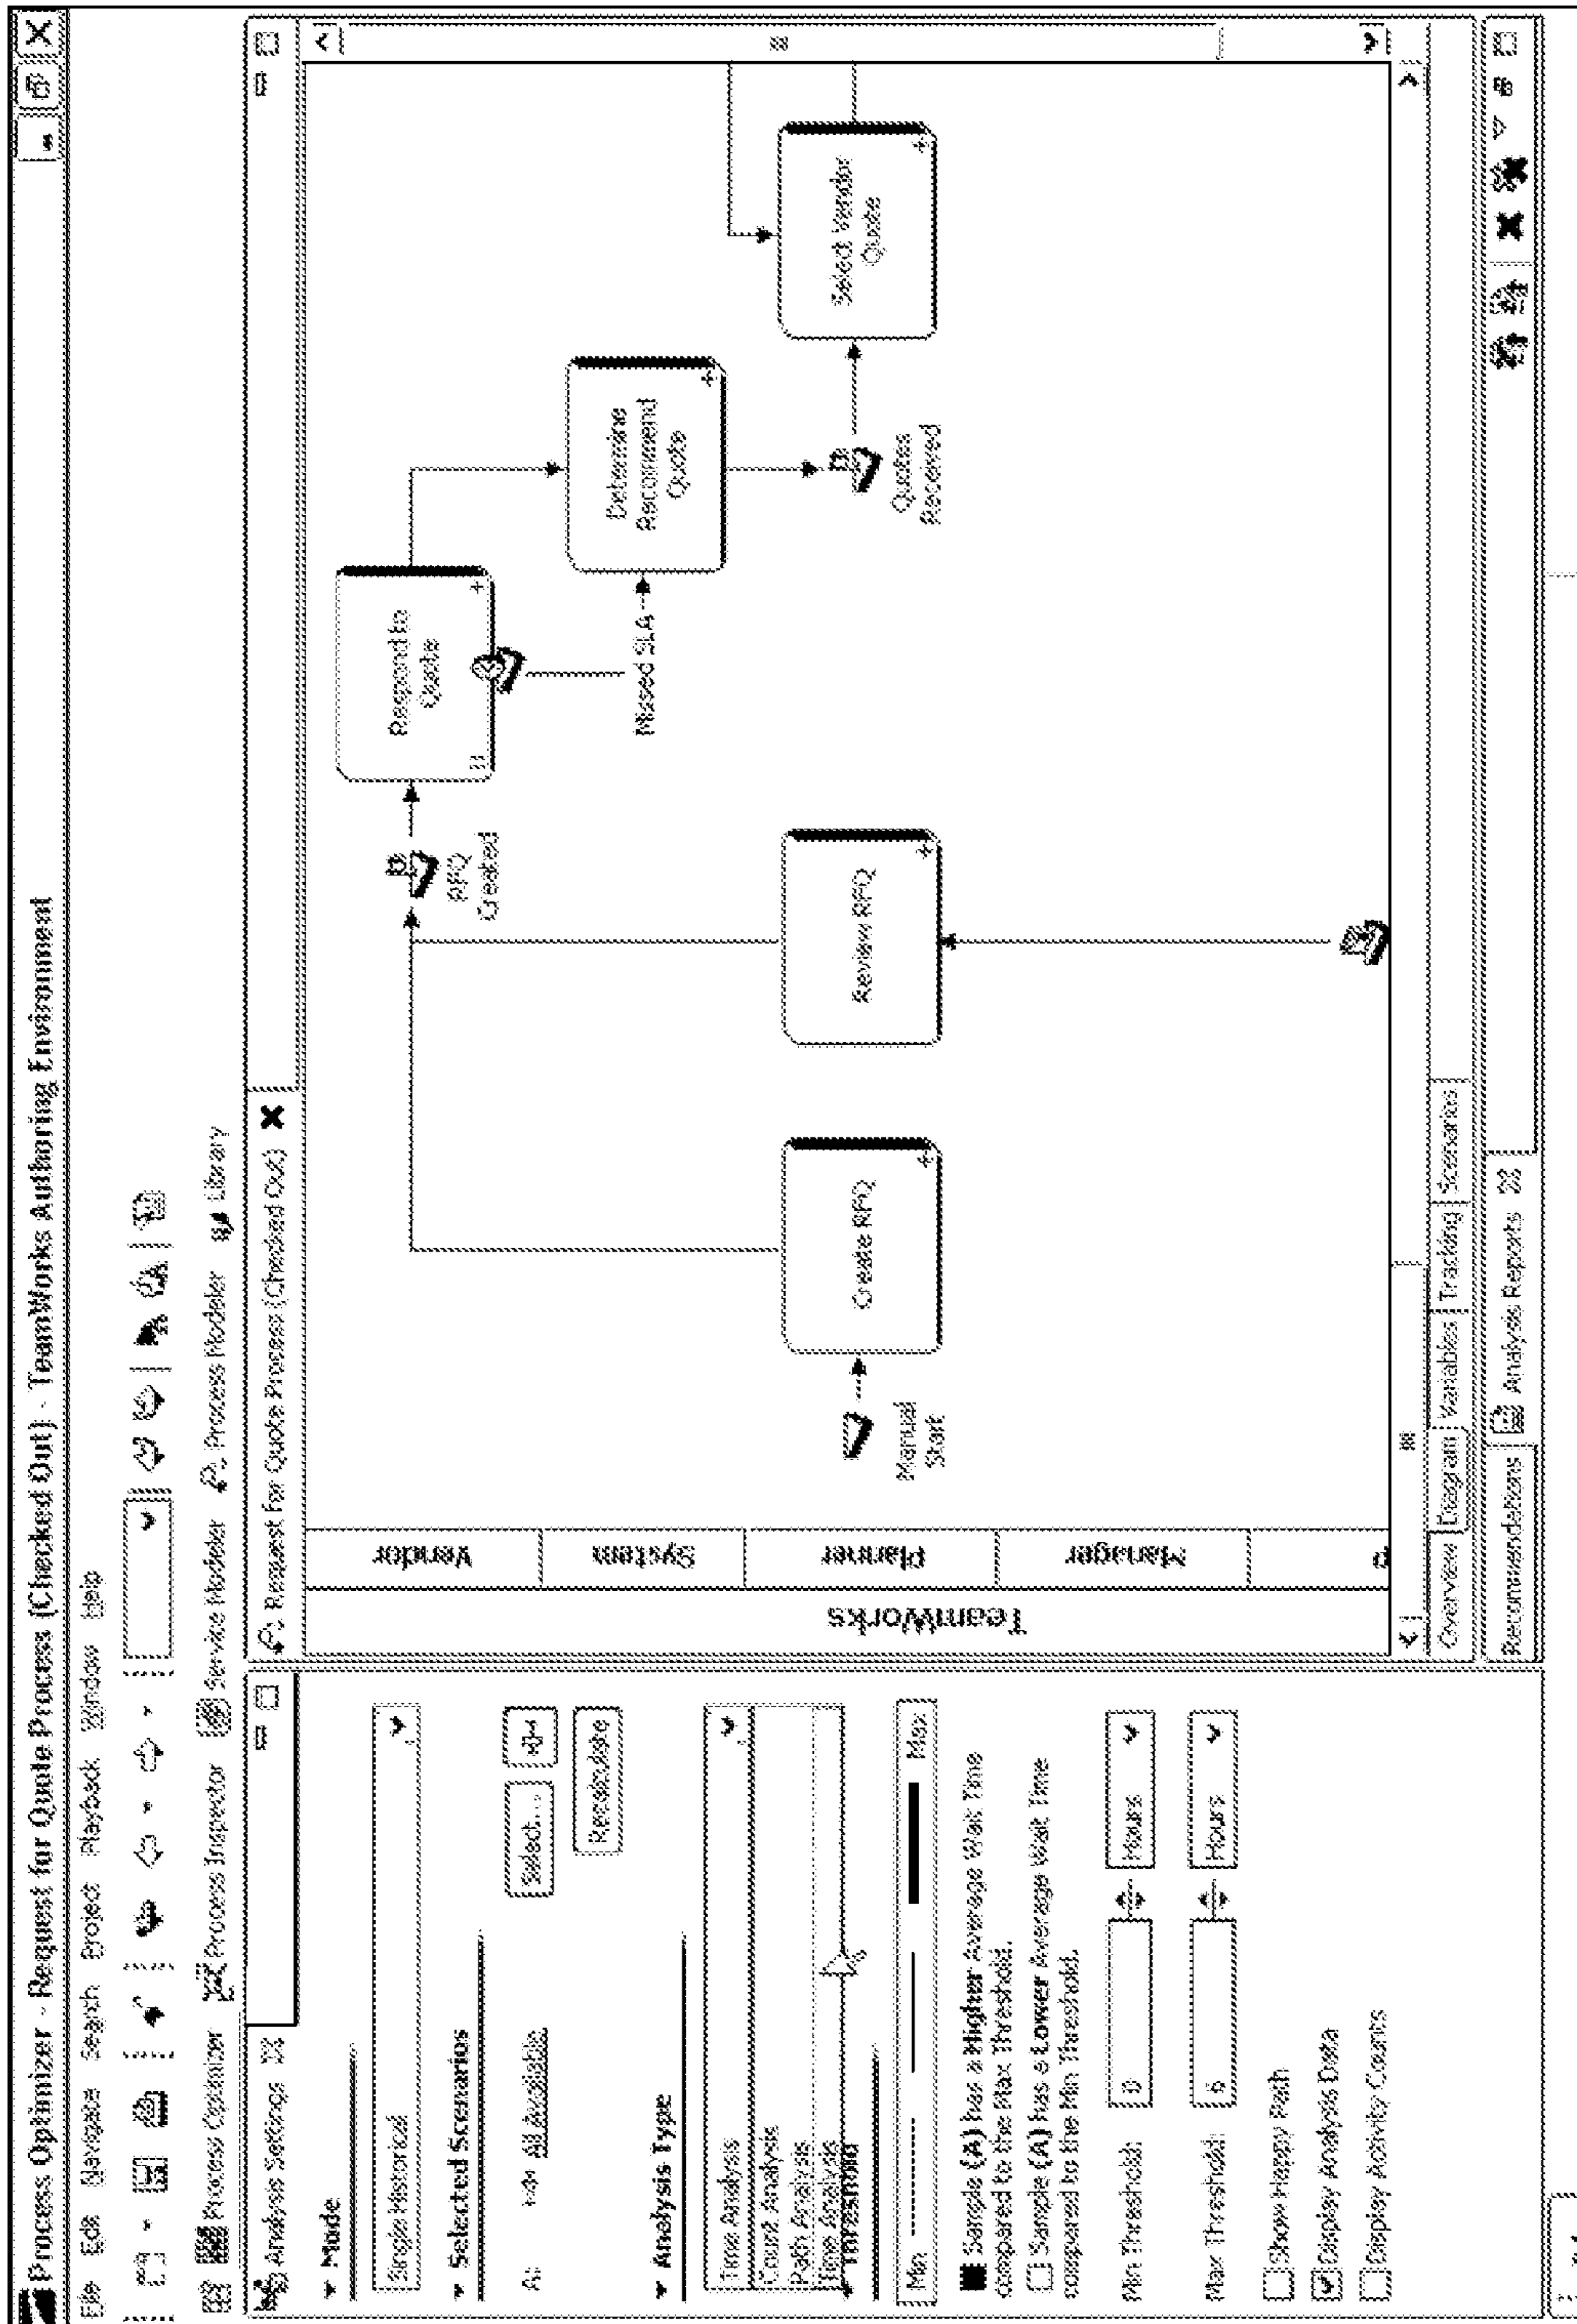 Process Optimizer - Request for Quote Process (Checked Out) - TeamWorks Authoring Environment
File Edit Navigate Search Project Playback Window Help
Process Optimizer Process Inspector Service Modeler Process Modeler Library
Analysis Settings
Mode
Single Historical
Selected Scenarios
A: All Available
Select...
Recalculate
Analysis Type
Time Analysis
Count Analysis
Path Analysis
Time Analysis
Threshold
Min Max
Sample (A) has a Higher Average Wait Time
compared to the Max Threshold.
Sample (A) has a Lower Average Wait Time
compared to the Min Threshold.
Min Threshold: 0 Hours
Max Threshold: 6 Hours
Show Happy Path
Display Analysis Data
Display Activity Counts
Request for Quote Process (Checked Out)
TeamWorks
Vendor
System
Planner
Manager
P
Manual
Start
Create RFQ
Review RFQ
RFQ
Created
Respond to
Quote
Missed SLA
Determine
Recommend
Quote
Quotes
Received
Select Vendor
Quote
Overview Diagram Variables Tracking Scenarios
Recommendations Analysis Reports